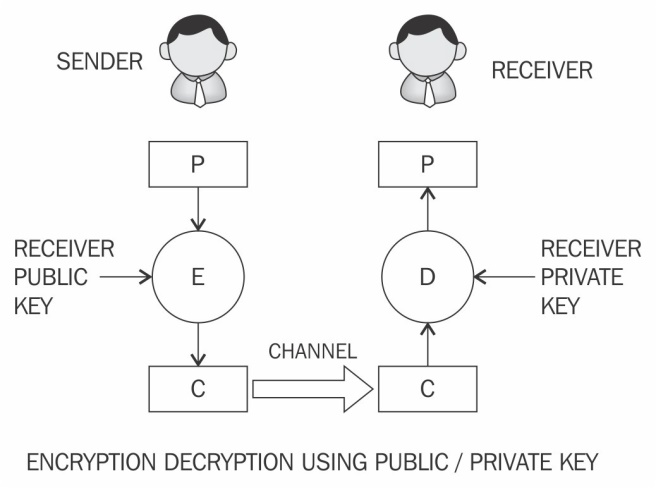 SENDER
RECEIVER
P
P
RECEIVER
PUBLIC
KEY
E
D
RECEIVER
PRIVATE
KEY
CHANNEL
C
C
ENCRYPTION DECRYPTION USING PUBLIC / PRIVATE KEY